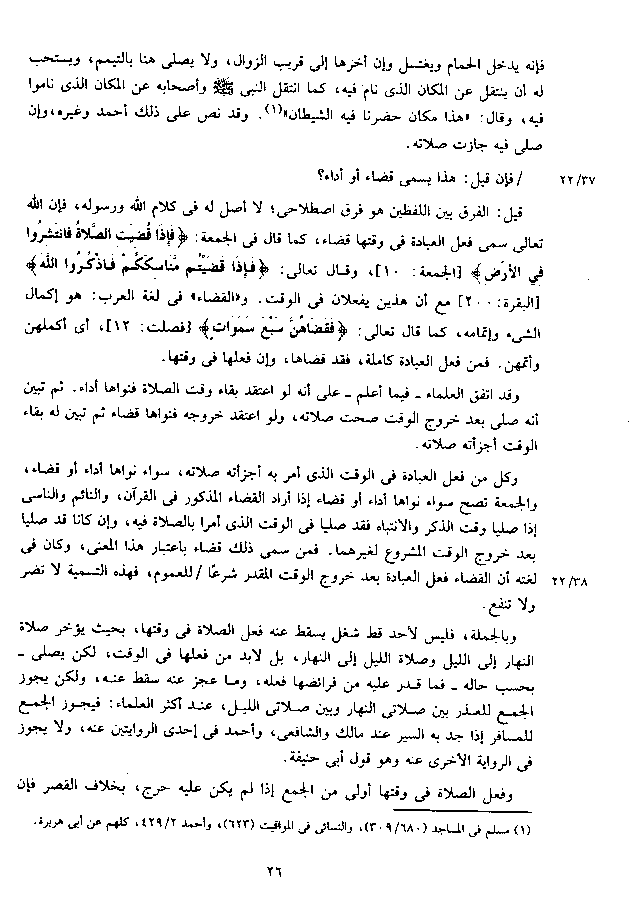 فإنه يدخل الحمام ويغتسل وإن أخرها إلى قريب الزوال، ولا يصلى هنا بالتيمم، ويستحب
له أن ينتقل عن المكان الذى نام فيه، كما انتقل النبي ﷺ وأصحابه عن المكان الذى ناموا
فيه، وقال: «هذا مكان حضرنا فيه الشيطان»(١). وقد نص على ذلك أحمد وغيره، وإن
صلى فيه جازت صلاته.
٢٢/٣٧ / فإن قيل: هذا يسمى قضاء أو أداء؟
قيل: الفرق بين اللفظين هو فرق اصطلاحى؛ لا أصل له فى كلام الله ورسوله، فإن الله
تعالى سمى فعل العبادة فى وقتها قضاء، كما قال فى الجمعة: ﴿فَإِذَا قُضِيَتِ الصَّلاةُ فَانتَشِرُوا
فِي الأَرْضِ﴾ [الجمعة: ١٠]، وقال تعالى: ﴿فَإِذَا قَضَيْتُم مَّنَاسِكَكُمْ فَاذْكُرُوا اللَّهَ﴾
[البقرة: ٢٠٠] مع أن هذين يفعلان فى الوقت. و«القضاء» فى لغة العرب: هو إكمال
الشىء وإتمامه، كما قال تعالى: ﴿فَقَضَاهُنَّ سَبْعَ سَمَوَاتٍ﴾ [فصلت: ١٢]، أى أكملهن
وأتمهن. فمن فعل العبادة كاملة، فقد قضاها، وإن فعلها فى وقتها.
وقد اتفق العلماء ـ فيما أعلم ـ على أنه لو اعتقد بقاء وقت الصلاة فنواها أداء. ثم تبين
أنه صلى بعد خروج الوقت صحت صلاته، ولو اعتقد خروجه فنواها قضاء ثم تبين له بقاء
الوقت أجزأته صلاته.
وكل من فعل العبادة فى الوقت الذى أمر به أجزأته صلاته، سواء نواها أداء أو قضاء،
والجمعة تصح سواء نواها أداء أو قضاء إذا أراد القضاء المذكور فى القرآن، والنائم والناسى
إذا صليا وقت الذكر والانتباه فقد صليا فى الوقت الذى أمرا بالصلاة فيه، وإن كانا قد صليا
بعد خروج الوقت المشروع لغيرهما. فمن سمى ذلك قضاء باعتبار هذا المعنى، وكان فى
٢٢/٣٨ لغته أن القضاء فعل العبادة بعد خروج الوقت المقدر شرعًا / للعموم، فهذه التسمية لا تضر
ولا تنفع.
وبالجملة، فليس لأحد قط شغل يسقط عنه فعل الصلاة فى وقتها، بحيث يؤخر صلاة
النهار إلى الليل وصلاة الليل إلى النهار، بل لابد من فعلها فى الوقت، لكن يصلى ـ
بحسب حاله ـ فما قدر عليه من فرائضها فعله، وما عجز عنه سقط عنه، ولكن يجوز
الجمع للعذر بين صلاتى النهار وبين صلاتى الليل، عند أكثر العلماء: فيجوز الجمع
للمسافر إذا جد به السير عند مالك والشافعى، وأحمد فى إحدى الروايتين عنه، ولا يجوز
فى الرواية الأخرى عنه وهو قول أبى حنيفة.
وفعل الصلاة فى وقتها أولى من الجمع إذا لم يكن عليه حرج، بخلاف القصر فإن
(١) مسلم فى المساجد (٣٠٩/٦٨٠)، والنسائى فى المواقيت (٦٢٣)، وأحمد ٤٢٩/٢، كلهم عن أبى هريرة.
٢٦